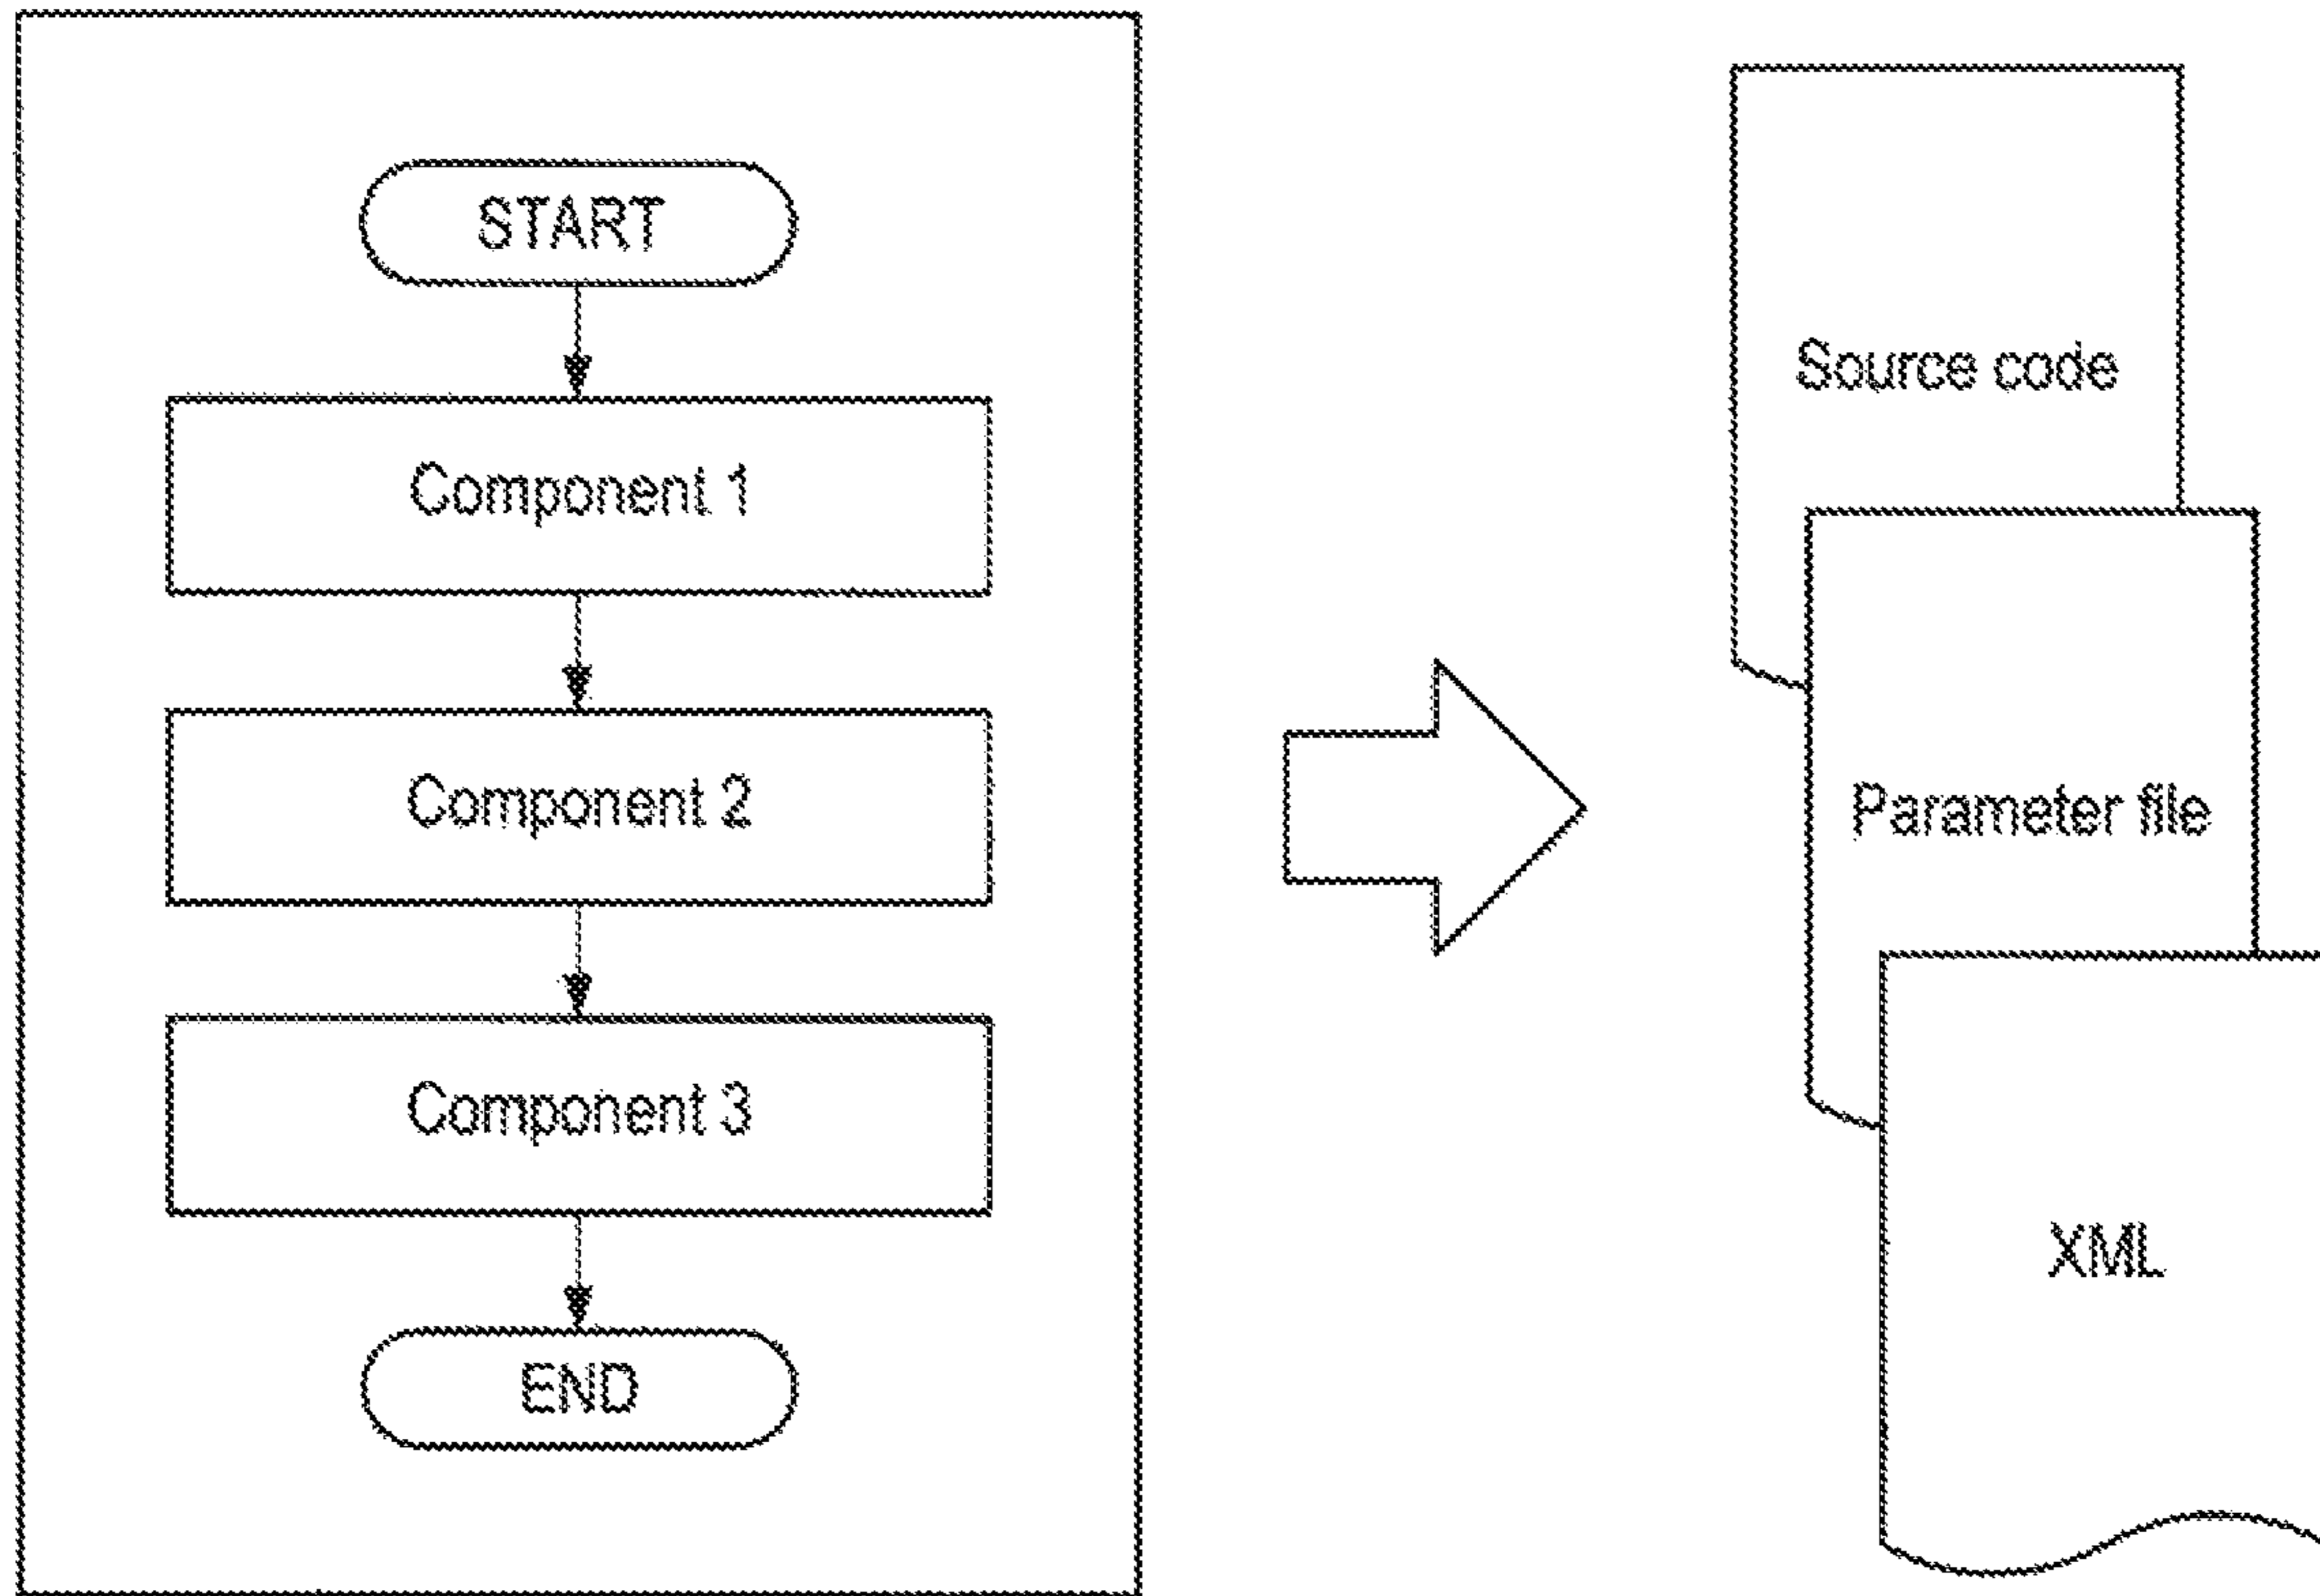 START
Component 1
Component 2
Component 3
END
Source code
Parameter file
XML